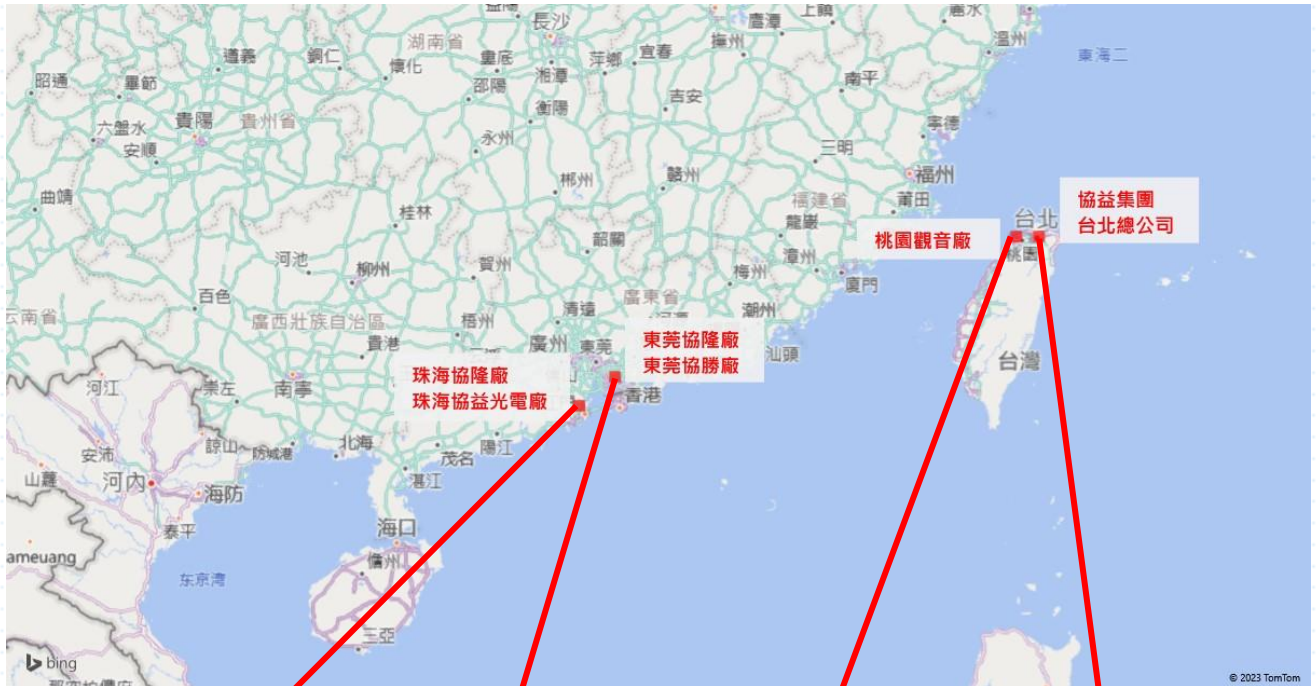 長沙
鷹潭
上饒
麗水
溫州
東海二
湖南省
遵義
銅仁
懷化
婁底
湘潭
萍鄉
宜春
撫州
昭通
畢節
邵陽
衡陽
南平
吉安
六盤水
貴陽
貴州省
安順
永州
寧德
三明
郴州
贛州
福州
福建省
莆田
曲靖
桂林
龍巖
台北
協益集團
台北總公司
桃園觀音廠
桃園
韶關
河池
柳州
賀州
梅州
漳州
廈門
百色
清遠
廣東省
潮州
云南省
廣西壯族自治區
梧州
貴港
廣州
東莞
東莞協隆廠
東莞協勝廠
汕頭
台灣
珠海協隆廠
珠海協益光電廠
香港
河江
崇左
南寧
諒山
防城港
北海
陽江
茂名
湛江
安沛
山蘿
河內
海防
泰平
海口
ameuang
儋州
东京湾
三亞
bing
© 2023 TomTom